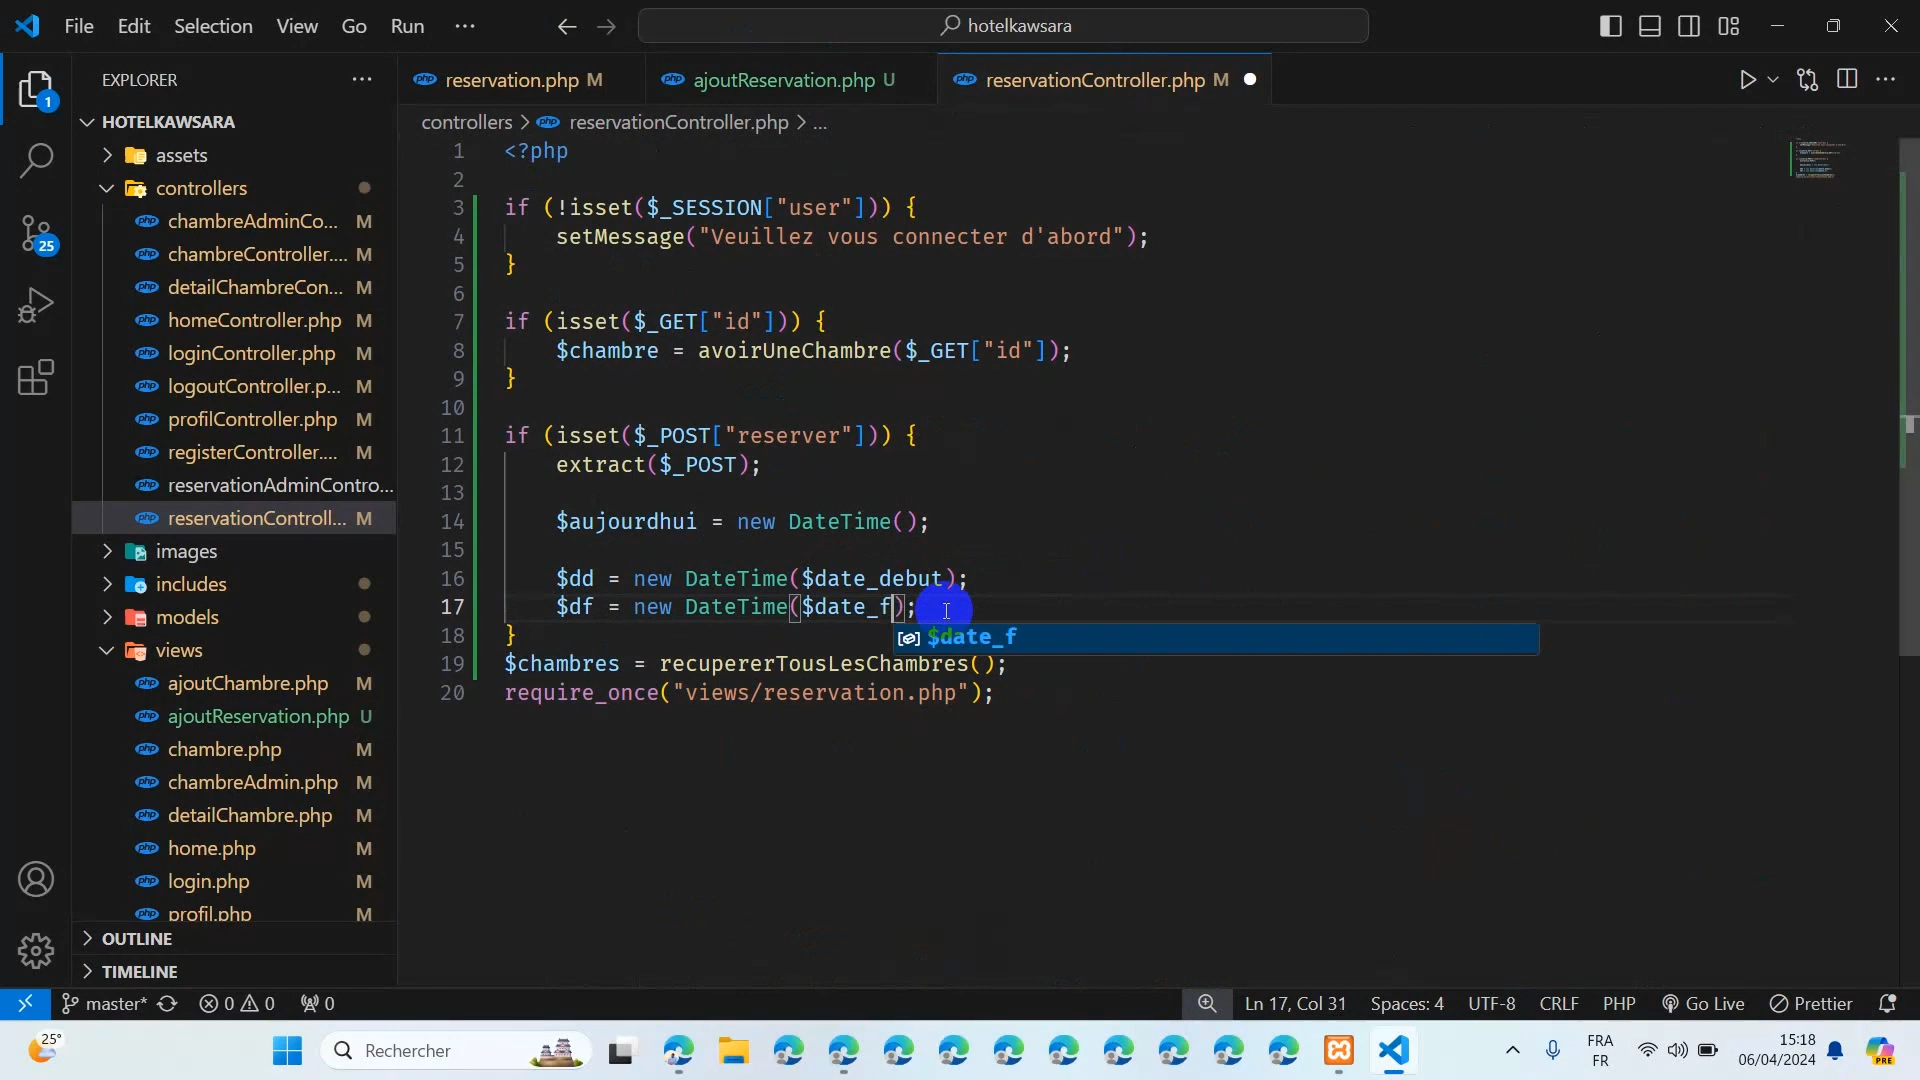 File Edit Selection View Go Run ... hotelkawsara
EXPLORER ...
reservation.php M
ajoutReservation.php U
reservationController.php M
controllers > reservationController.php > ...
HOTELKAWSARA
assets
controllers
chambreAdminCo... M
chambreController.... M
detailChambreCon... M
homeController.php M
loginController.php M
logoutController.p... M
profilController.php M
registerController.... M
reservationAdminContro...
reservationControll... M
images
includes
models
views
ajoutChambre.php M
ajoutReservation.php U
chambre.php M
chambreAdmin.php M
detailChambre.php M
home.php M
login.php M
profil.php M
OUTLINE
TIMELINE
1
25
1 <?php
2
3 if (!isset($_SESSION["user"])) {
4 setMessage("Veuillez vous connecter d'abord");
5 }
6
7 if (isset($_GET["id"])) {
8 $chambre = avoirUneChambre($_GET["id"]);
9 }
10
11 if (isset($_POST["reserver"])) {
12 extract($_POST);
13
14 $aujourdhui = new DateTime();
15
16 $dd = new DateTime($date_debut);
17 $df = new DateTime($date_f);
$date_f
18 }
19 $chambres = recupererTousLesChambres();
20 require_once("views/reservation.php");
master* 0 0 0 Ln 17, Col 31 Spaces: 4 UTF-8 CRLF PHP Go Live Prettier
25° Rechercher FRA FR 15:18 06/04/2024 PRE